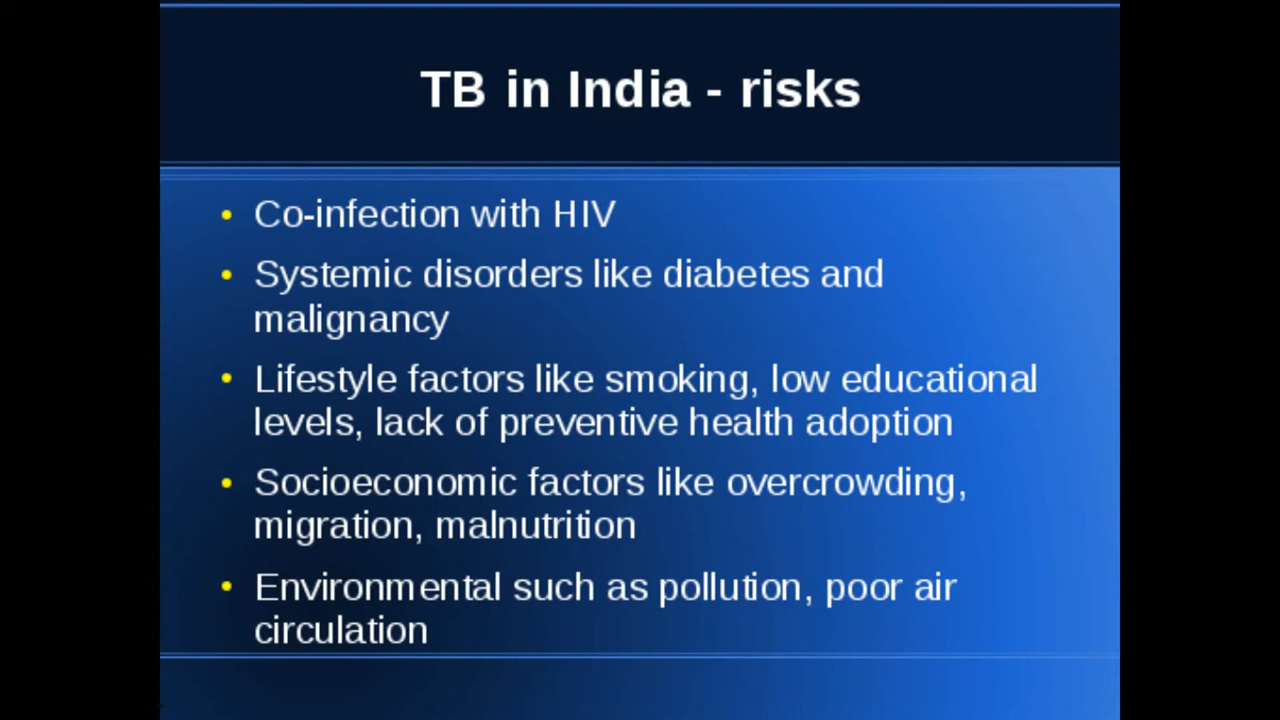 TB in India - risks
• Co-infection with HIV
• Systemic disorders like diabetes and
malignancy
• Lifestyle factors like smoking, low educational
levels, lack of preventive health adoption
• Socioeconomic factors like overcrowding,
migration, malnutrition
• Environmental such as pollution, poor air
circulation